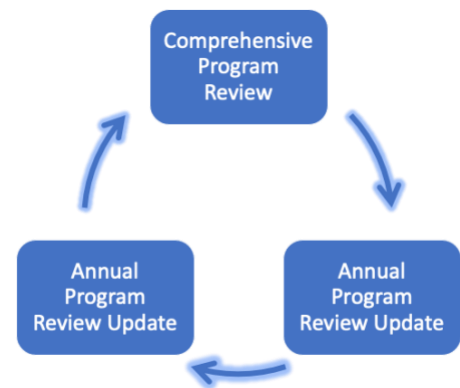 Comprehensive
Program
Review
Annual
Program
Review Update
Annual
Program
Review Update